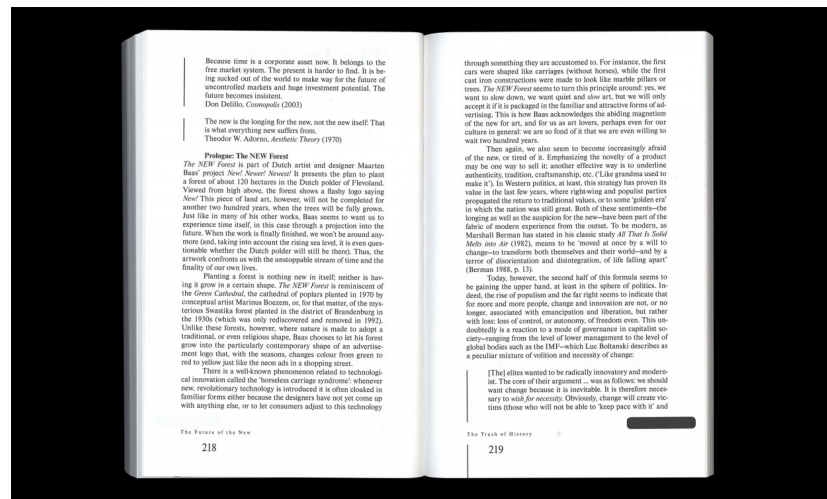 Because time is a corporate asset now. It belongs to the
free market system. The present is harder to find. It is be-
ing sucked out of the world to make way for the future of
uncontrolled markets and huge investment potential. The
future becomes insistent.
Don Delillo, Cosmopolis (2003)
The new is the longing for the new, not the new itself: That
is what everything new suffers from.
Theodor W. Adorno, Aesthetic Theory (1970)
Prologue: The NEW Forest
The NEW Forest is part of Dutch artist and designer Maarten
Baas' project New! Newer! Newest! It presents the plan to plant
a forest of about 120 hectares in the Dutch polder of Flevoland.
Viewed from high above, the forest shows a flashy logo saying
New! This piece of land art, however, will not be completed for
another two hundred years, when the trees will be fully grown.
Just like in many of his other works, Baas seems to want us to
experience time itself, in this case through a projection into the
future. When the work is finally finished, we won't be around any-
more (and, taking into account the rising sea level, it is even ques-
tionable whether the Dutch polder will still be there). Thus, the
artwork confronts us with the unstoppable stream of time and the
finality of our own lives.
Planting a forest is nothing new in itself; neither is hav-
ing it grow in a certain shape. The NEW Forest is reminiscent of
the Green Cathedral, the cathedral of poplars planted in 1970 by
conceptual artist Marinus Boezem, or, for that matter, of the mys-
terious Swastika forest planted in the district of Brandenburg in
the 1930s (which was only rediscovered and removed in 1992).
Unlike these forests, however, where nature is made to adopt a
traditional, or even religious shape, Baas chooses to let his forest
grow into the particularly contemporary shape of an advertise-
ment logo that, with the seasons, changes colour from green to
red to yellow just like the neon ads in a shopping street.
There is a well-known phenomenon related to technologi-
cal innovation called the 'horseless carriage syndrome': whenever
new, revolutionary technology is introduced it is often cloaked in
familiar forms either because the designers have not yet come up
with anything else, or to let consumers adjust to this technology
The Future of the New
218
through something they are accustomed to. For instance, the first
cars were shaped like carriages (without horses), while the first
cast iron constructions were made to look like marble pillars or
trees. The NEW Forest seems to turn this principle around: yes, we
want to slow down, we want quiet and slow art, but we will only
accept it if it is packaged in the familiar and attractive forms of ad-
vertising. This is how Baas acknowledges the abiding magnetism
of the new for art, and for us as art lovers, perhaps even for our
culture in general: we are so fond of it that we are even willing to
wait two hundred years.
Then again, we also seem to become increasingly afraid
of the new, or tired of it. Emphasizing the novelty of a product
may be one way to sell it; another effective way is to underline
authenticity, tradition, craftsmanship, etc. ('Like grandma used to
make it'). In Western politics, at least, this strategy has proven its
value in the last few years, where right-wing and populist parties
propagated the return to traditional values, or to some 'golden era'
in which the nation was still great. Both of these sentiments—the
longing as well as the suspicion for the new—have been part of the
fabric of modern experience from the outset. To be modern, as
Marshall Berman has stated in his classic study All That Is Solid
Melts into Air (1982), means to be 'moved at once by a will to
change—to transform both themselves and their world—and by a
terror of disorientation and disintegration, of life falling apart'
(Berman 1988, p. 13).
Today, however, the second half of this formula seems to
be gaining the upper hand, at least in the sphere of politics. In-
deed, the rise of populism and the far right seems to indicate that
for more and more people, change and innovation are not, or no
longer, associated with emancipation and liberation, but rather
with loss: loss of control, or autonomy, of freedom even. This un-
doubtedly is a reaction to a mode of governance in capitalist so-
ciety—ranging from the level of lower management to the level of
global bodies such as the IMF—which Luc Boltanski describes as
a peculiar mixture of volition and necessity of change:
[The] elites wanted to be radically innovatory and modern-
ist. The core of their argument ... was as follows: we should
want change because it is inevitable. It is therefore neces-
sary to wish for necessity. Obviously, change will create vic-
tims (those who will not be able to 'keep pace with it' and
The Trash of History
219